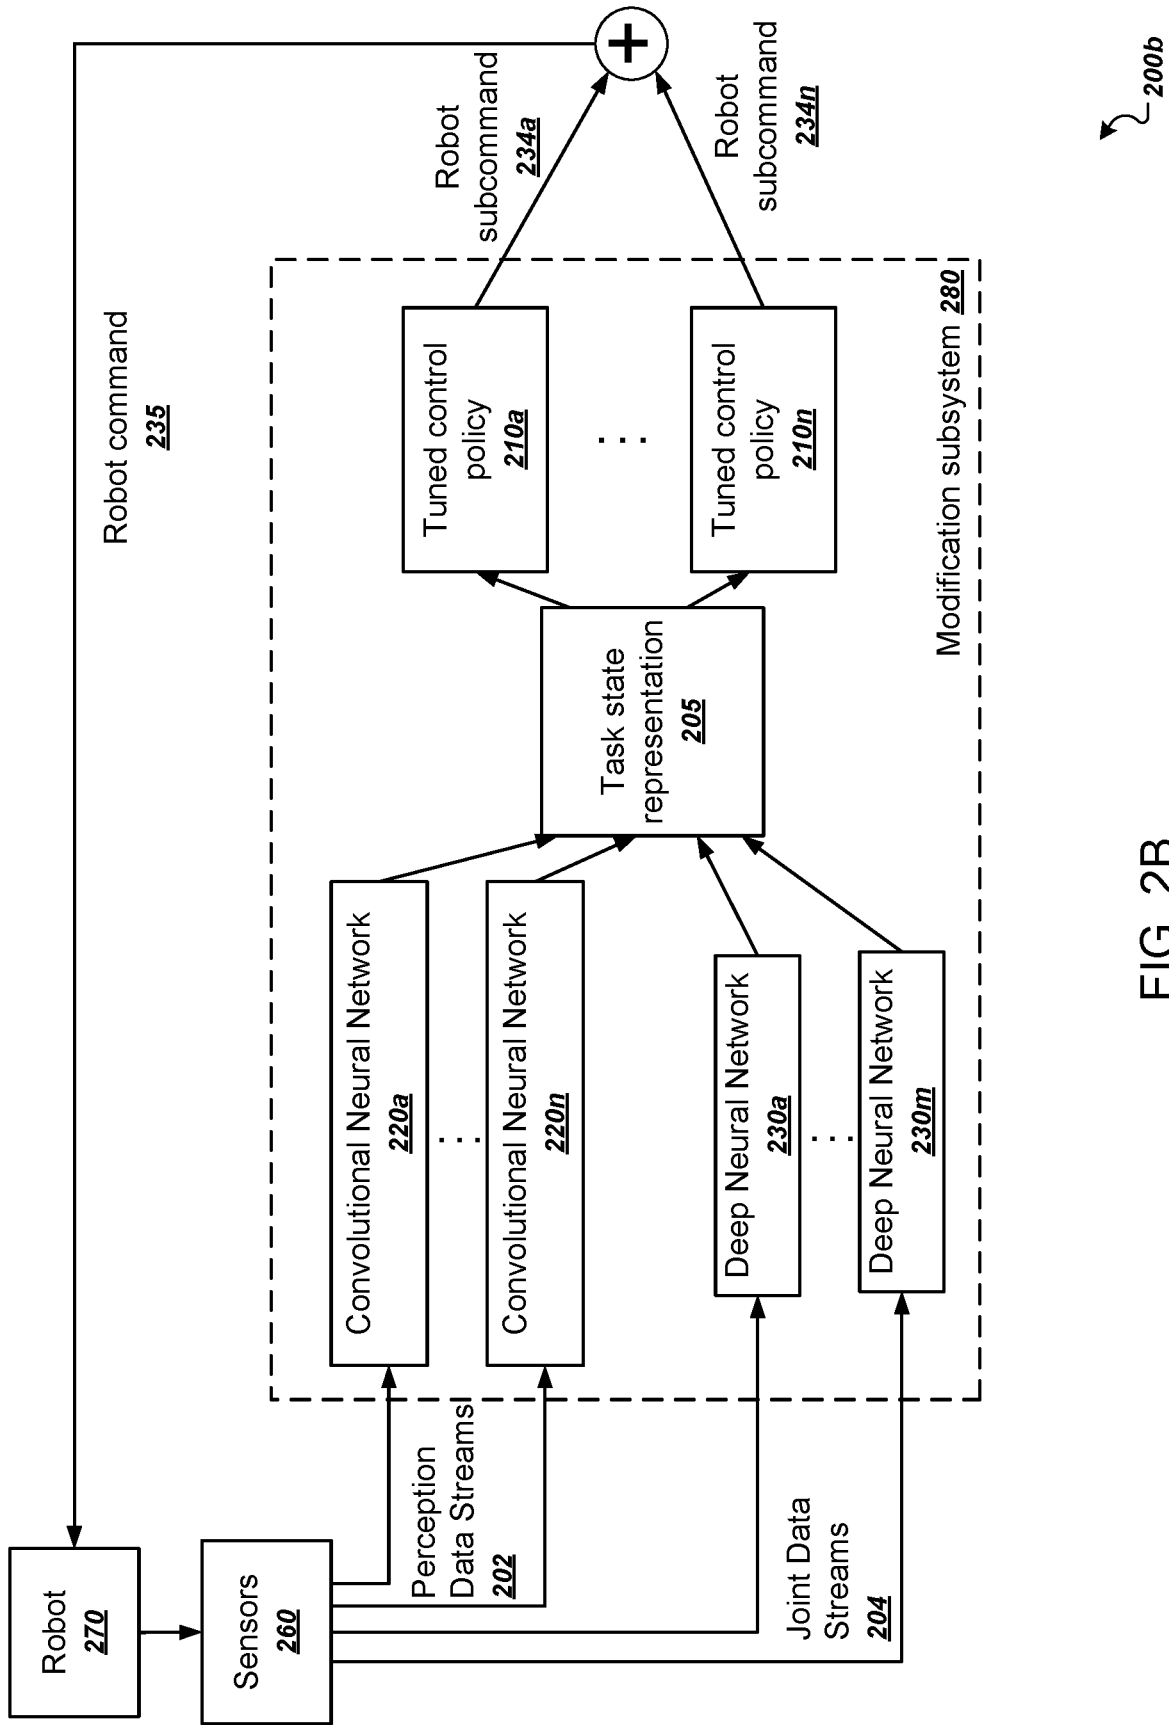 Robot
270
Sensors
260
Robot command
235
Perception
Data Streams
202
Joint Data
Streams
204
Convolutional Neural Network
220a
. . .
Convolutional Neural Network
220n
Deep Neural Network
230a
. . .
Deep Neural Network
230m
Task state
representation
205
Tuned control
policy
210a
. . .
Tuned control
policy
210n
Modification subsystem 280
Robot
subcommand
234a
Robot
subcommand
234n
+
200b
FIG. 2B